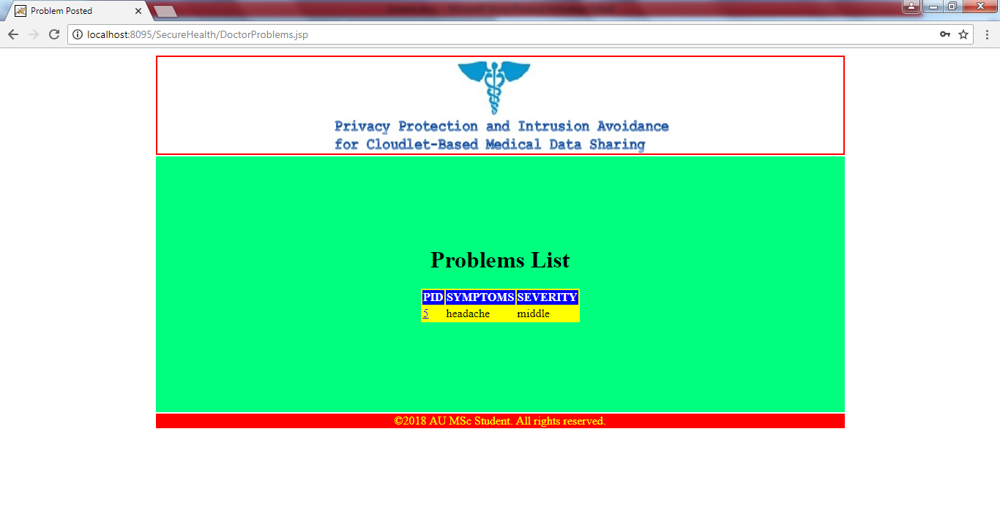 Problem Posted
localhost:8095/SecureHealth/DoctorProblems.jsp
Privacy Protection and Intrusion Avoidance
for Cloudlet-Based Medical Data Sharing
Problems List
PID SYMPTOMS SEVERITY
5 headache middle
©2018 AU MSc Student. All rights reserved.